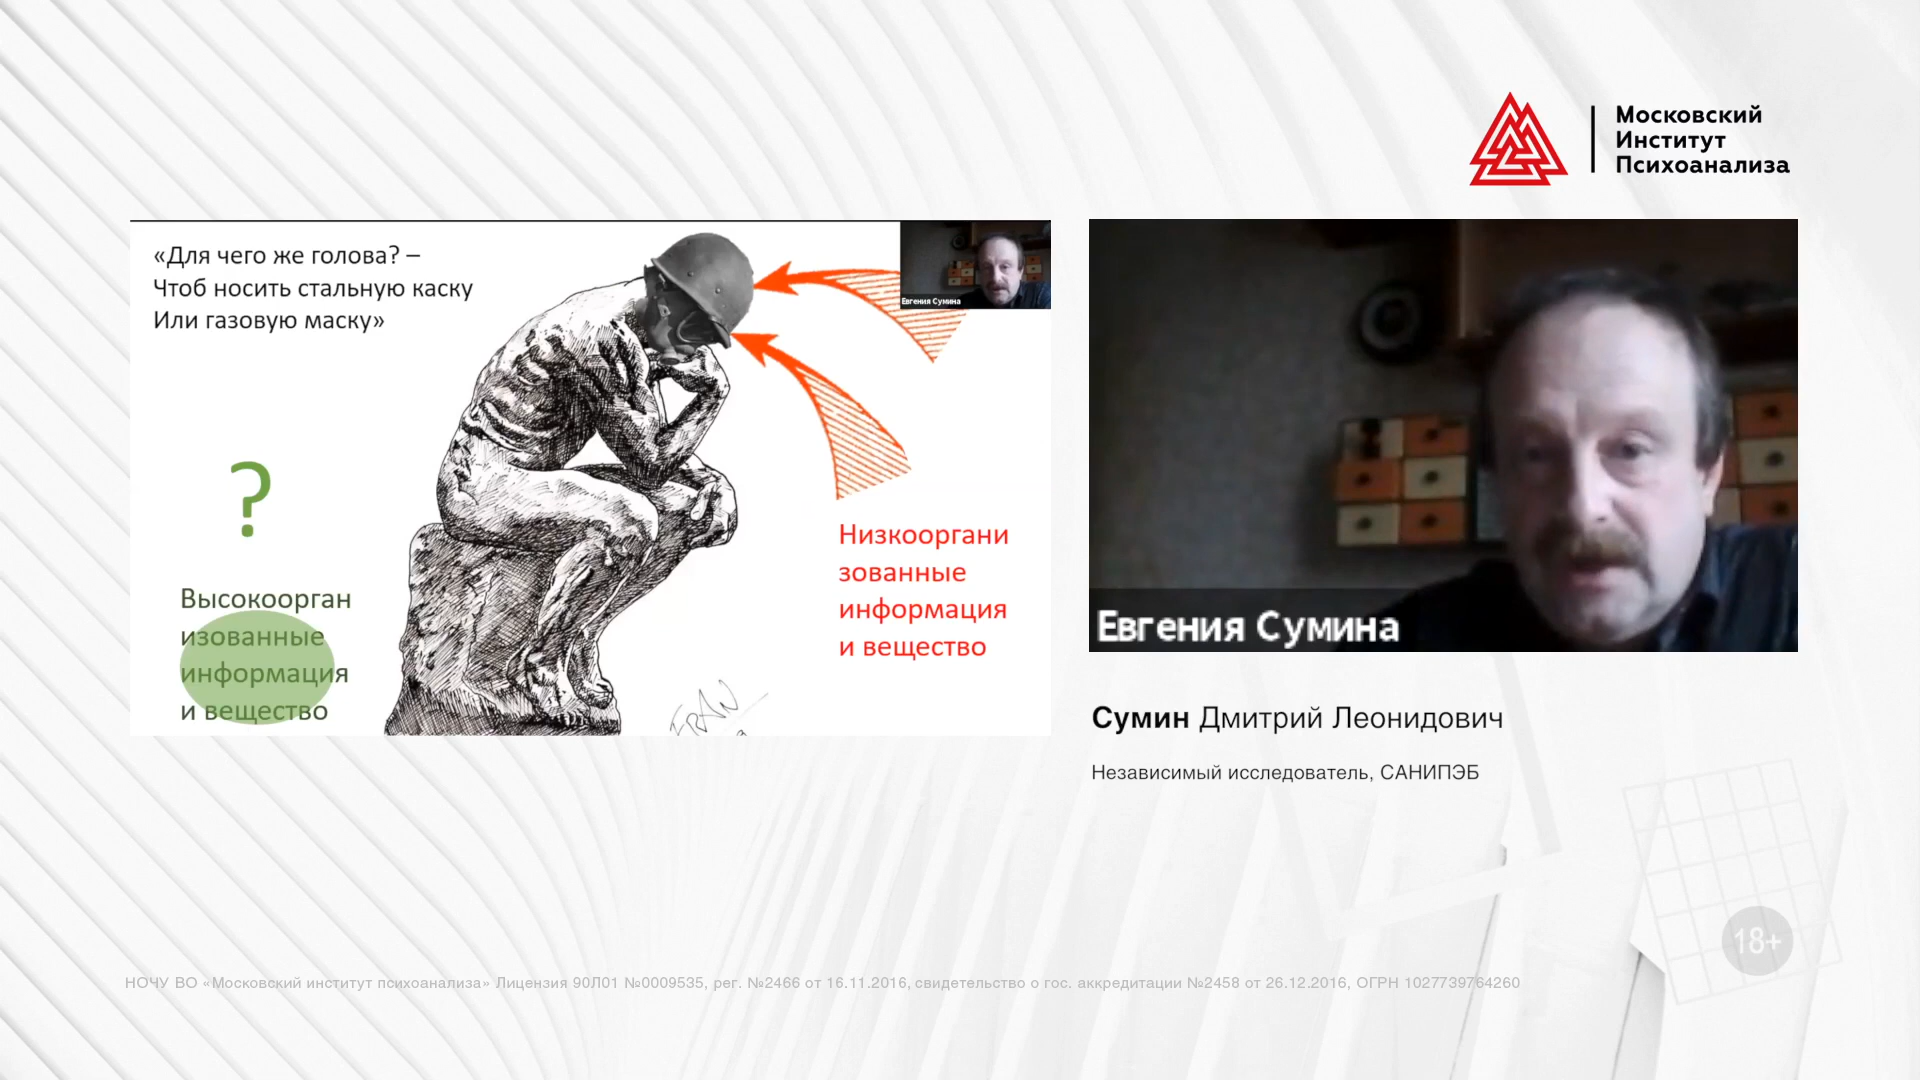 Московский
Институт
Психоанализа
«Для чего же голова? –
Чтоб носить стальную каску
Или газовую маску»
Евгения Сумина
?
Высокоорган
изованные
информация
и вещество
Низкооргани
зованные
информация
и вещество
Евгения Сумина
Сумин Дмитрий Леонидович
Независимый исследователь, САНИПЭБ
18+
НОЧУ ВО «Московский институт психоанализа» Лицензия 90Л01 №0009535, рег. №2466 от 16.11.2016, свидетельство о гос. аккредитации №2458 от 26.12.2016, ОГРН 1027739764260